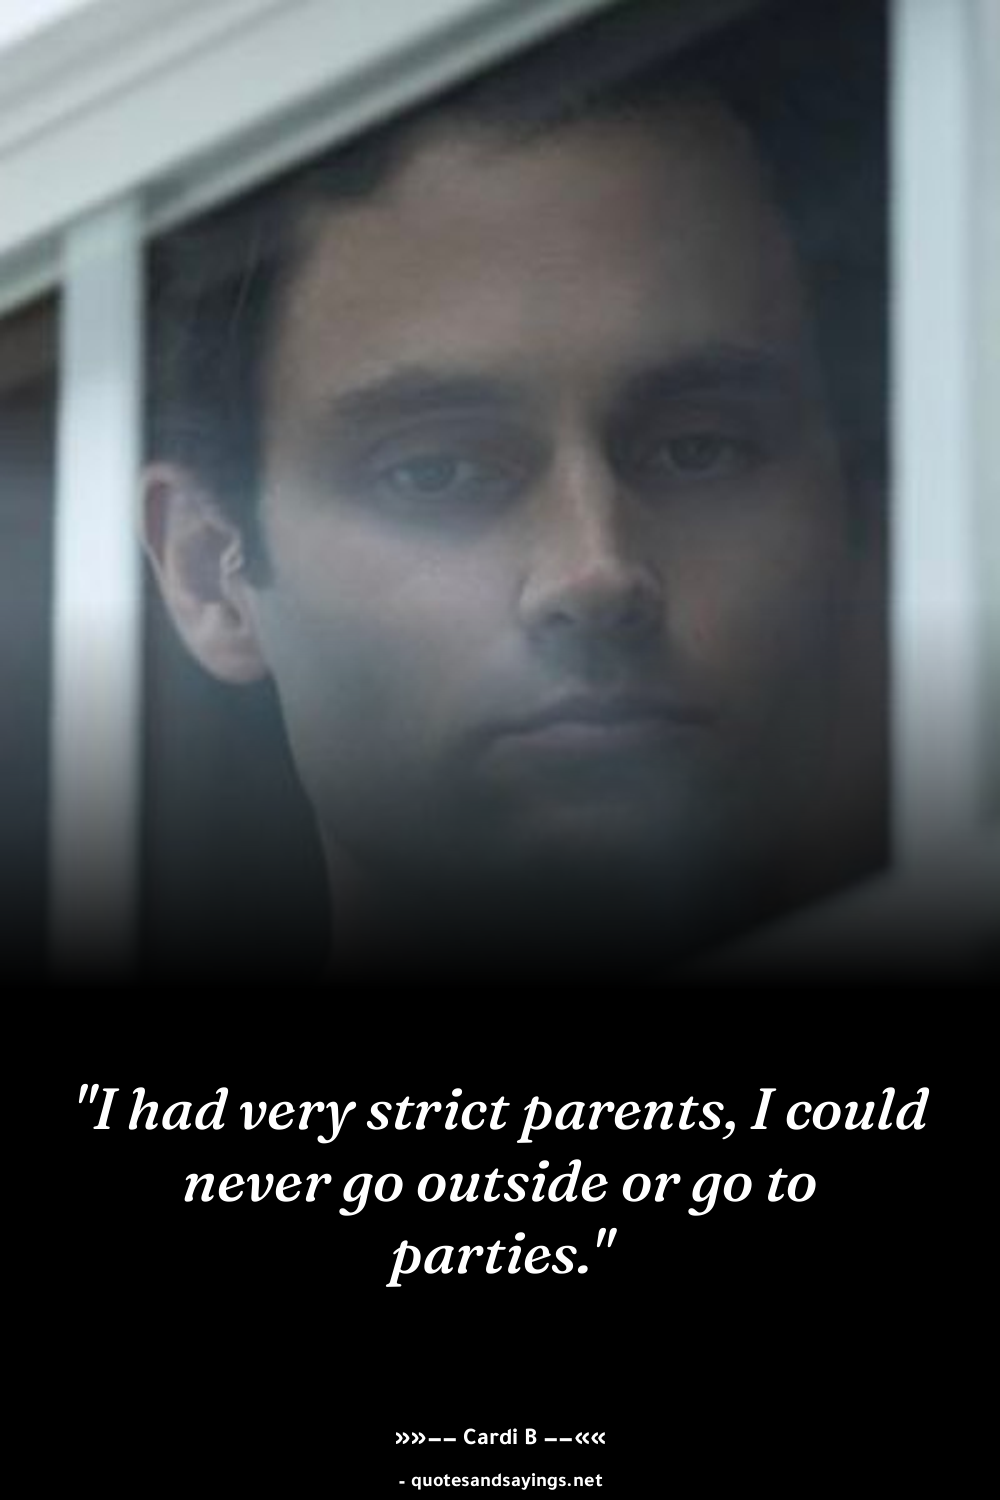 "I had very strict parents, I could
never go outside or go to
parties."
»»−− Cardi B −−««
- quotesandsayings.net